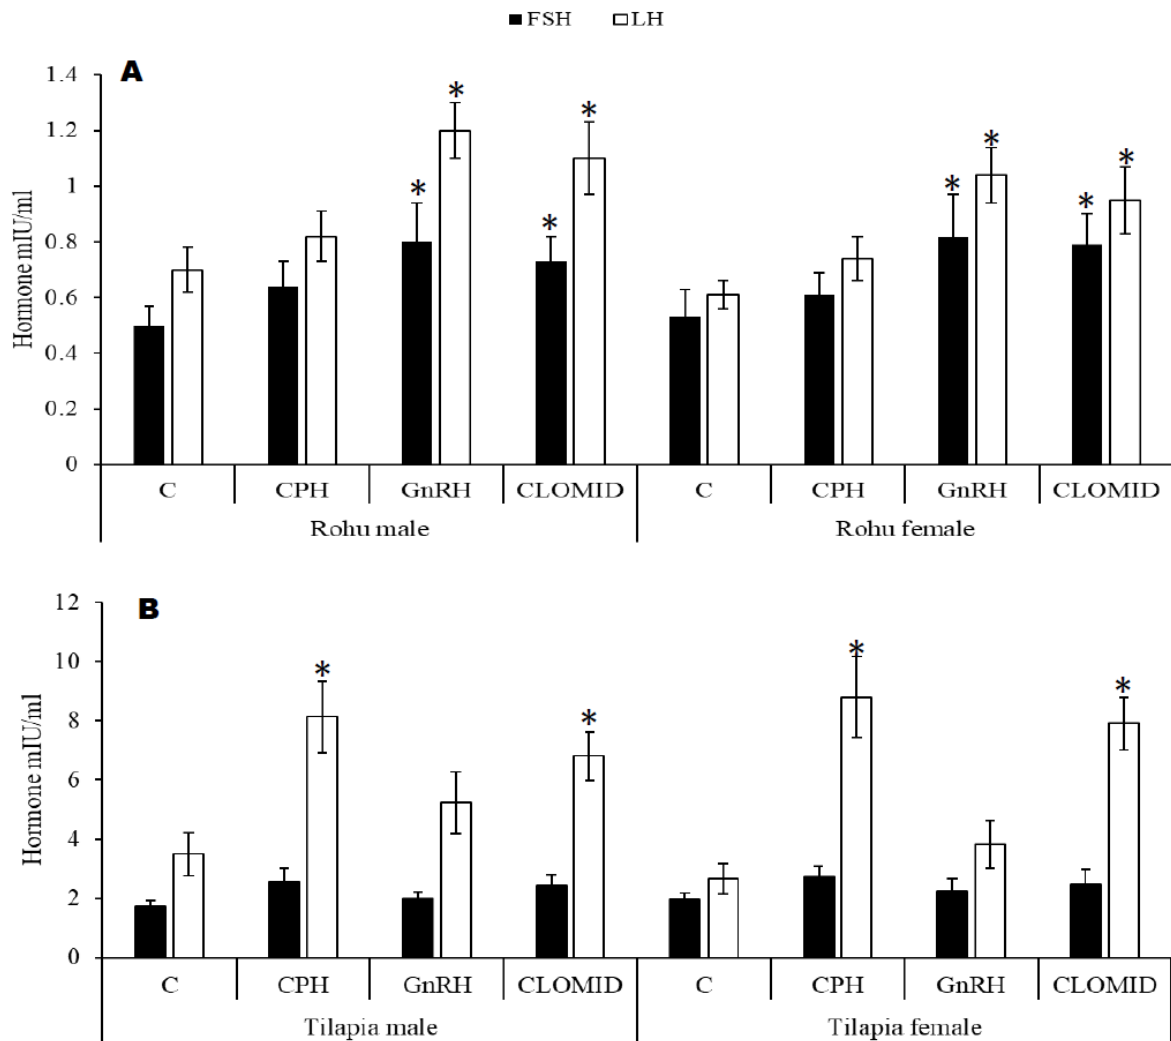 FSH LH
A
Hormone mIU/ml
1.4
1.2
1
0.8
0.6
0.4
0.2
0
* * * * * * * *
C CPH GnRH CLOMID C CPH GnRH CLOMID
Rohu male Rohu female
B
Hormone mIU/ml
12
10
8
6
4
2
0
* * * *
C CPH GnRH CLOMID C CPH GnRH CLOMID
Tilapia male Tilapia female